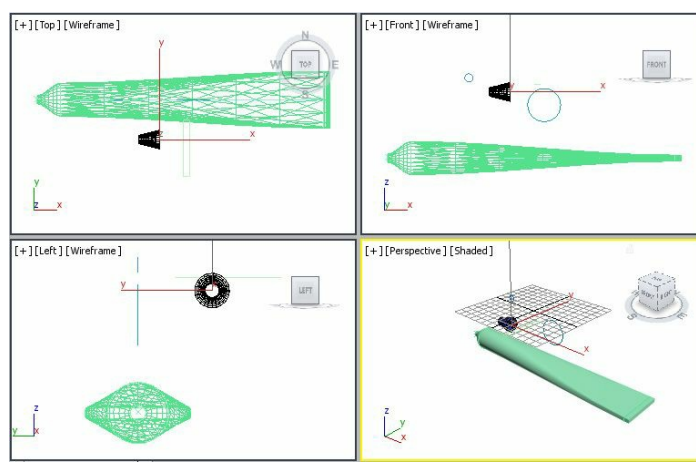 [+] [Top] [Wireframe]
N
W TOP E
S
y
x
z
y
z x
[+] [Front] [Wireframe]
FRONT
y
x
z
y
x
[+] [Left] [Wireframe]
LEFT
y
z
y
[+] [Perspective] [Shaded]
y
x
z
y
x